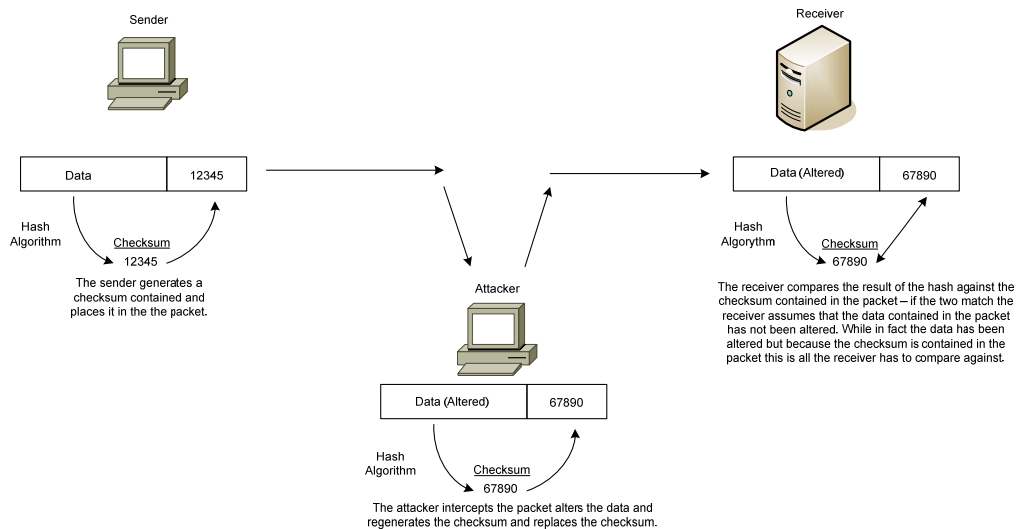 Sender
Receiver
Data
12345
Data (Altered)
67890
Hash
Algorithm
Checksum
12345
The sender generates a
checksum contained and
places it in the the packet.
Hash
Algorythm
Checksum
67890
The receiver compares the result of the hash against the
checksum contained in the packet – if the two match the
receiver assumes that the data contained in the packet
has not been altered. While in fact the data has been
altered but because the checksum is contained in the
packet this is all the receiver has to compare against.
Attacker
Data (Altered)
67890
Hash
Algorithm
Checksum
67890
The attacker intercepts the packet alters the data and
regenerates the checksum and replaces the checksum.